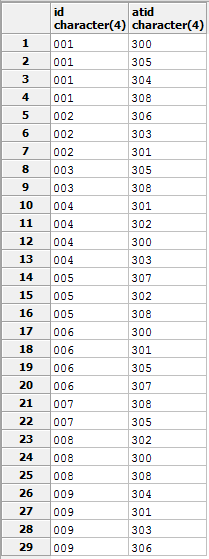 id atid
character(4) character(4)
1 001 300
2 001 305
3 001 304
4 001 308
5 002 306
6 002 303
7 002 301
8 003 305
9 003 308
10 004 301
11 004 302
12 004 300
13 004 303
14 005 307
15 005 302
16 005 308
17 006 300
18 006 301
19 006 305
20 006 307
21 007 308
22 007 305
23 008 302
24 008 300
25 008 308
26 009 304
27 009 301
28 009 303
29 009 306